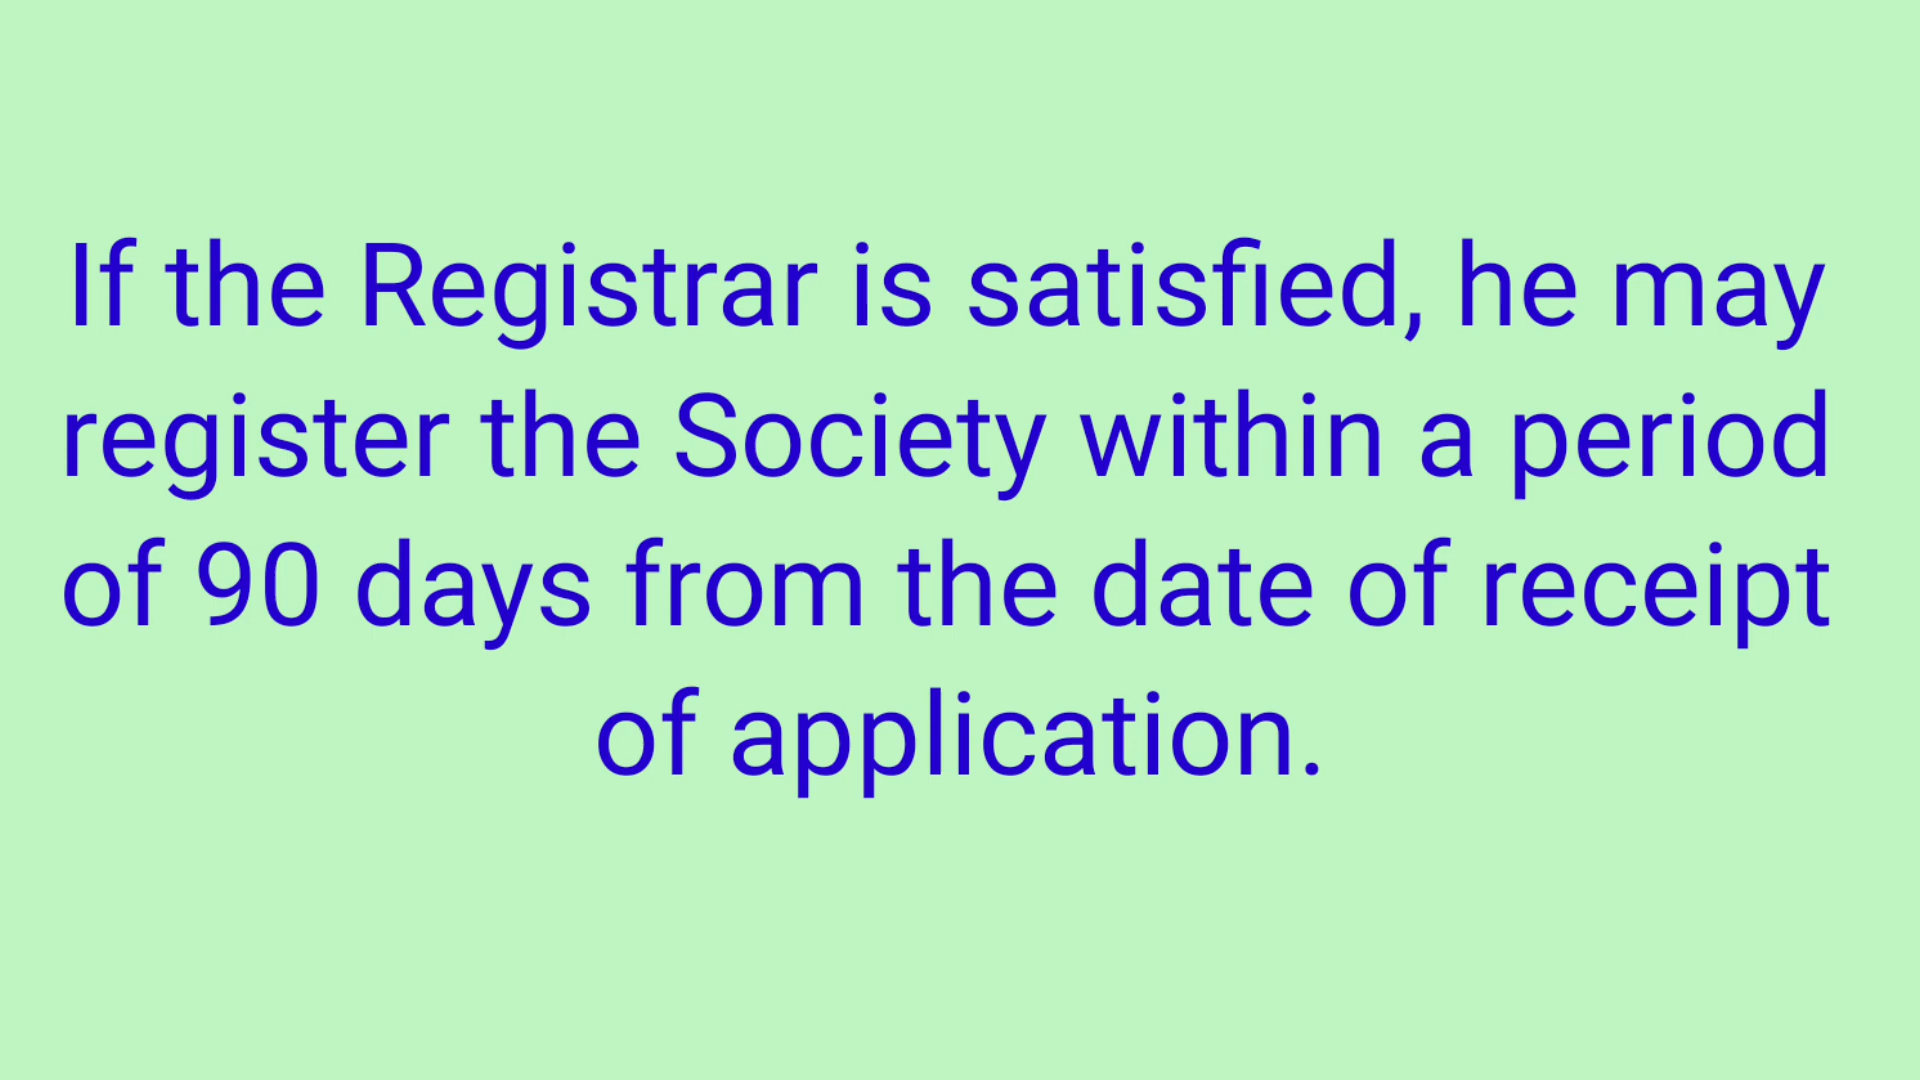 If the Registrar is satisfied, he may
register the Society within a period
of 90 days from the date of receipt
of application.